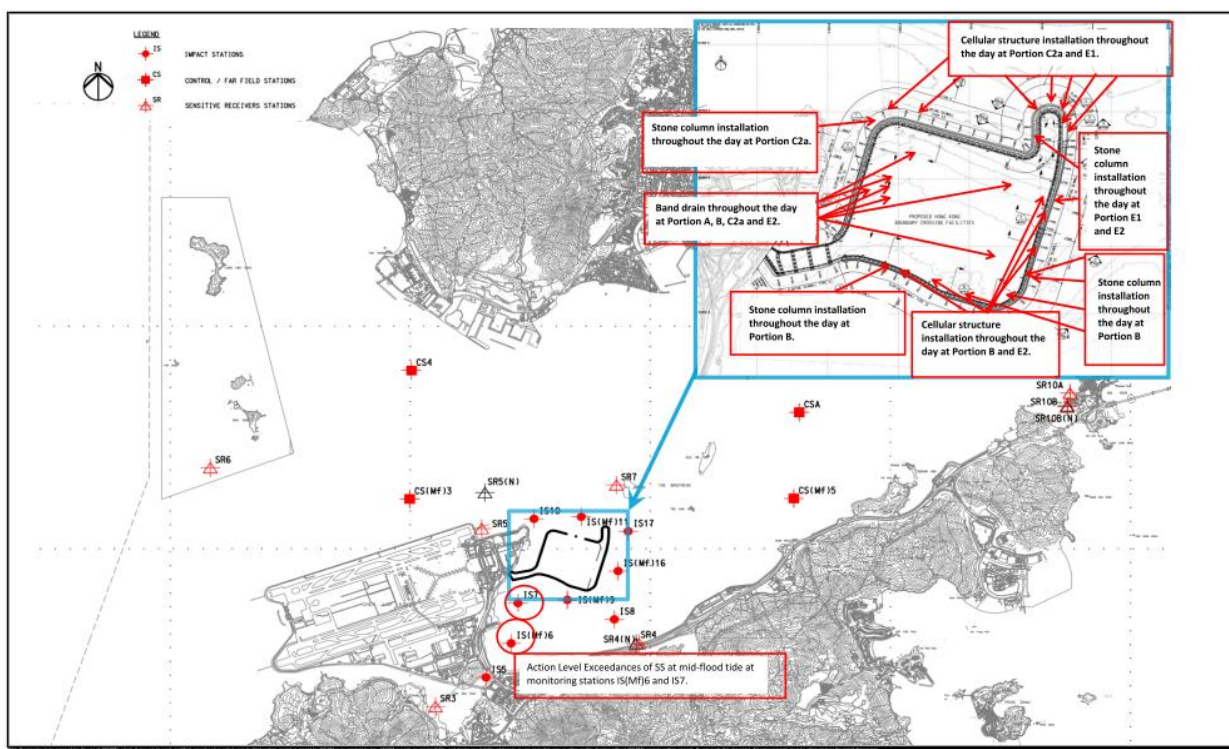 LEGEND
IS
IMPACT STATIONS
CS
CONTROL / FAR FIELD STATIONS
SR
SENSITIVE RECEIVERS STATIONS
N
Cellular structure installation throughout
the day at Portion C2a and E1.
Stone column installation
throughout the day at Portion C2a.
Stone
column
installation
throughout
the day at
Portion E1
and E2
Band drain throughout the day
at Portion A, B, C2a and E2.
PROPOSED HONG KONG
BOUNDARY CROSSING FACILITIES
Stone column
installation
throughout
the day at
Portion B
Stone column installation
throughout the day at
Portion B.
Cellular structure
installation throughout the
day at Portion B and E2.
CS4
CSA
SR10A
SR10B
SR10B(N)
SR6
CS(Mf)3
SR5(N)
SR7
CS(Mf)5
SR5
IS10
IS(Mf)11
IS17
IS(Mf)16
IS7
IS(Mf)9
IS8
IS(Mf)6
SR4(N)
SR4
IS5
SR3
Action Level Exceedances of SS at mid-flood tide at
monitoring stations IS(Mf)6 and IS7.